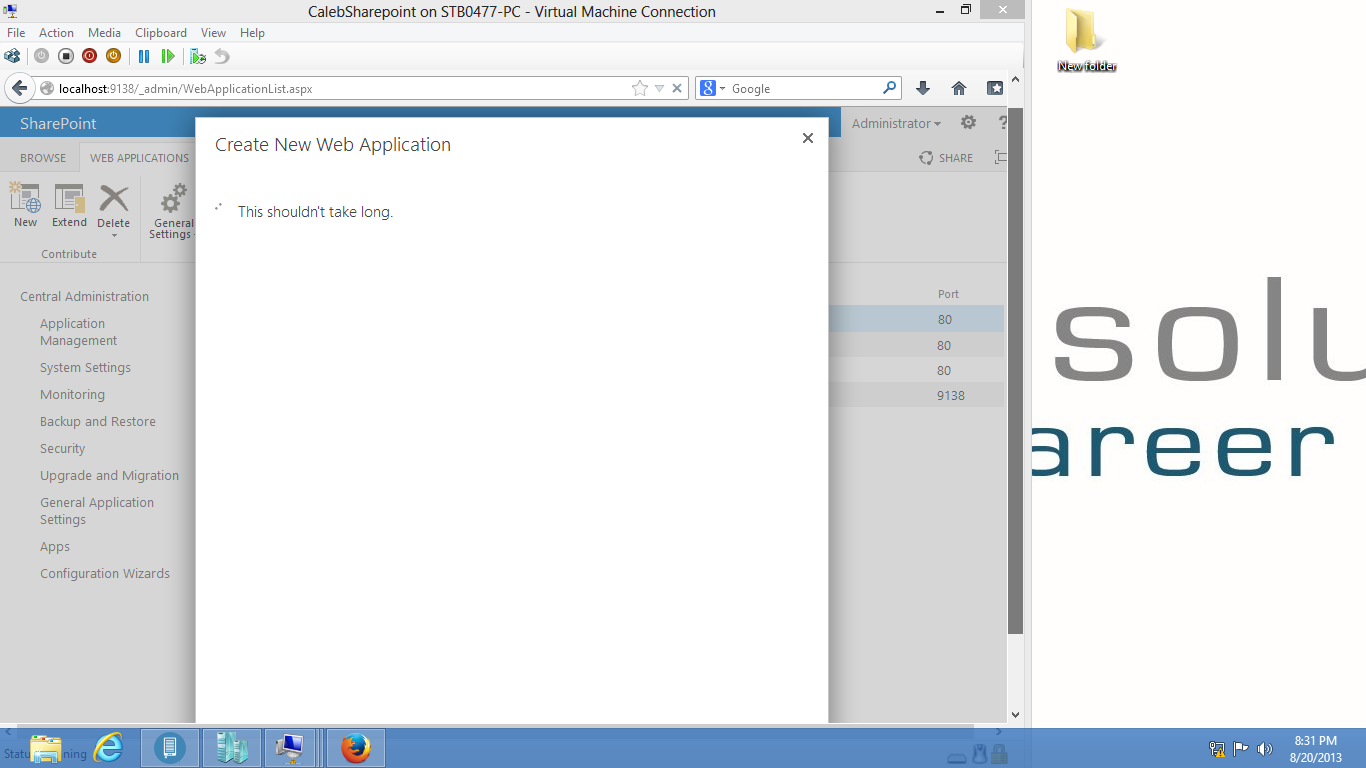 CalebSharepoint on STB0477-PC - Virtual Machine Connection
File Action Media Clipboard View Help
localhost:9138/_admin/WebApplicationList.aspx
Google
SharePoint
Administrator
?
BROWSE
WEB APPLICATIONS
SHARE
New
Extend
Delete
General
Settings
Contribute
Create New Web Application
This shouldn't take long.
Central Administration
Application
Management
System Settings
Monitoring
Backup and Restore
Security
Upgrade and Migration
General Application
Settings
Apps
Configuration Wizards
Port
80
80
80
9138
New folder
solu
areer
8:31 PM
8/20/2013